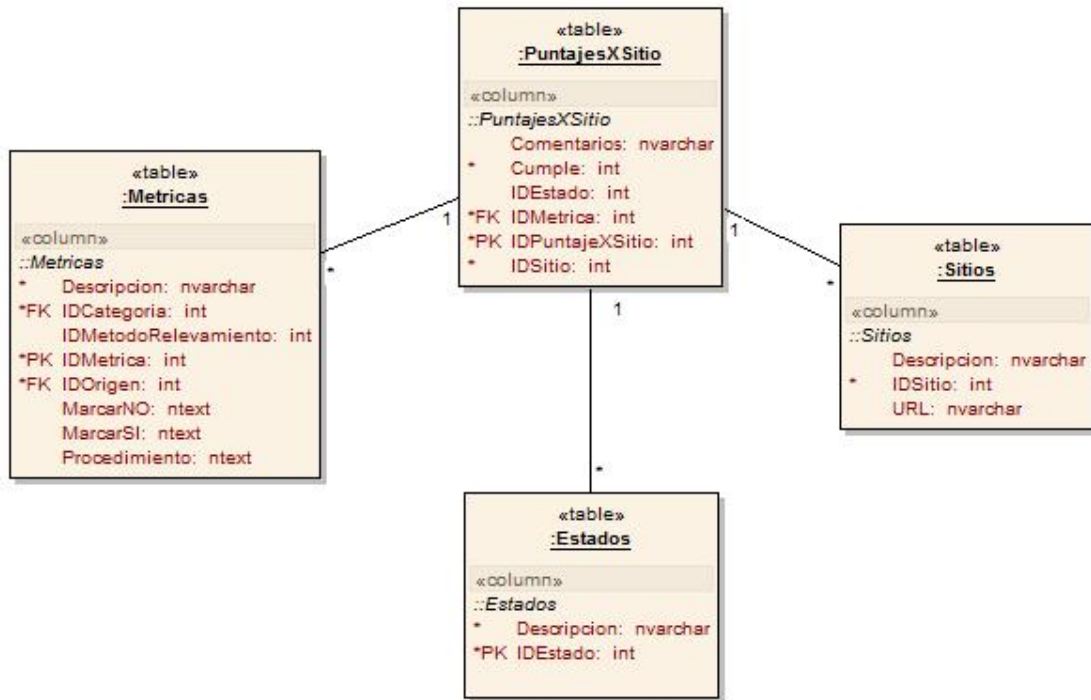 «table»
:PuntajesXSitio
«column»
::PuntajesXSitio
Comentarios: nvarchar
* Cumple: int
IDEstado: int
*FK IDMetrica: int
*PK IDPuntajeXSitio: int
* IDSitio: int
«table»
:Metricas
«column»
::Metricas
* Descripcion: nvarchar
*FK IDCategoria: int
IDMetodoRelevamiento: int
*PK IDMetrica: int
*FK IDOrigen: int
MarcarNO: ntext
MarcarSI: ntext
Procedimiento: ntext
1
*
1
*
«table»
:Sitios
«column»
::Sitios
Descripcion: nvarchar
* IDSitio: int
URL: nvarchar
1
*
«table»
:Estados
«column»
::Estados
* Descripcion: nvarchar
*PK IDEstado: int